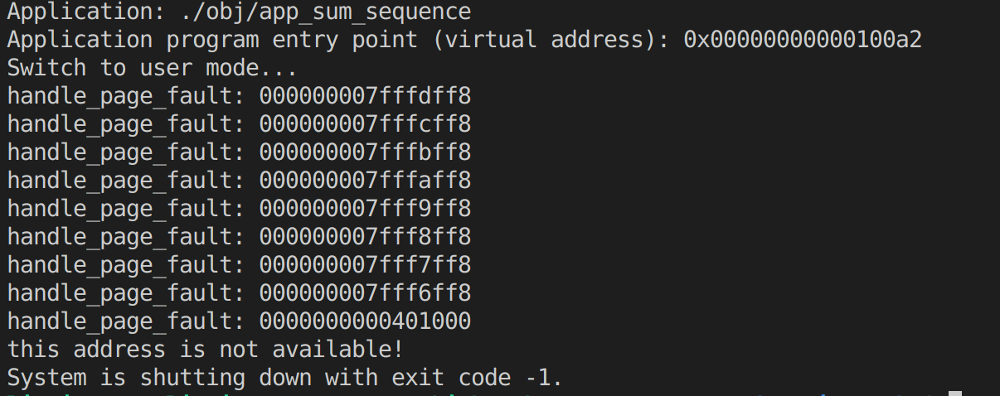 Application: ./obj/app_sum_sequence
Application program entry point (virtual address): 0x00000000000100a2
Switch to user mode...
handle_page_fault: 000000007fffdff8
handle_page_fault: 000000007fffcff8
handle_page_fault: 000000007fffbff8
handle_page_fault: 000000007fffaff8
handle_page_fault: 000000007fff9ff8
handle_page_fault: 000000007fff8ff8
handle_page_fault: 000000007fff7ff8
handle_page_fault: 000000007fff6ff8
handle_page_fault: 0000000000401000
this address is not available!
System is shutting down with exit code -1.